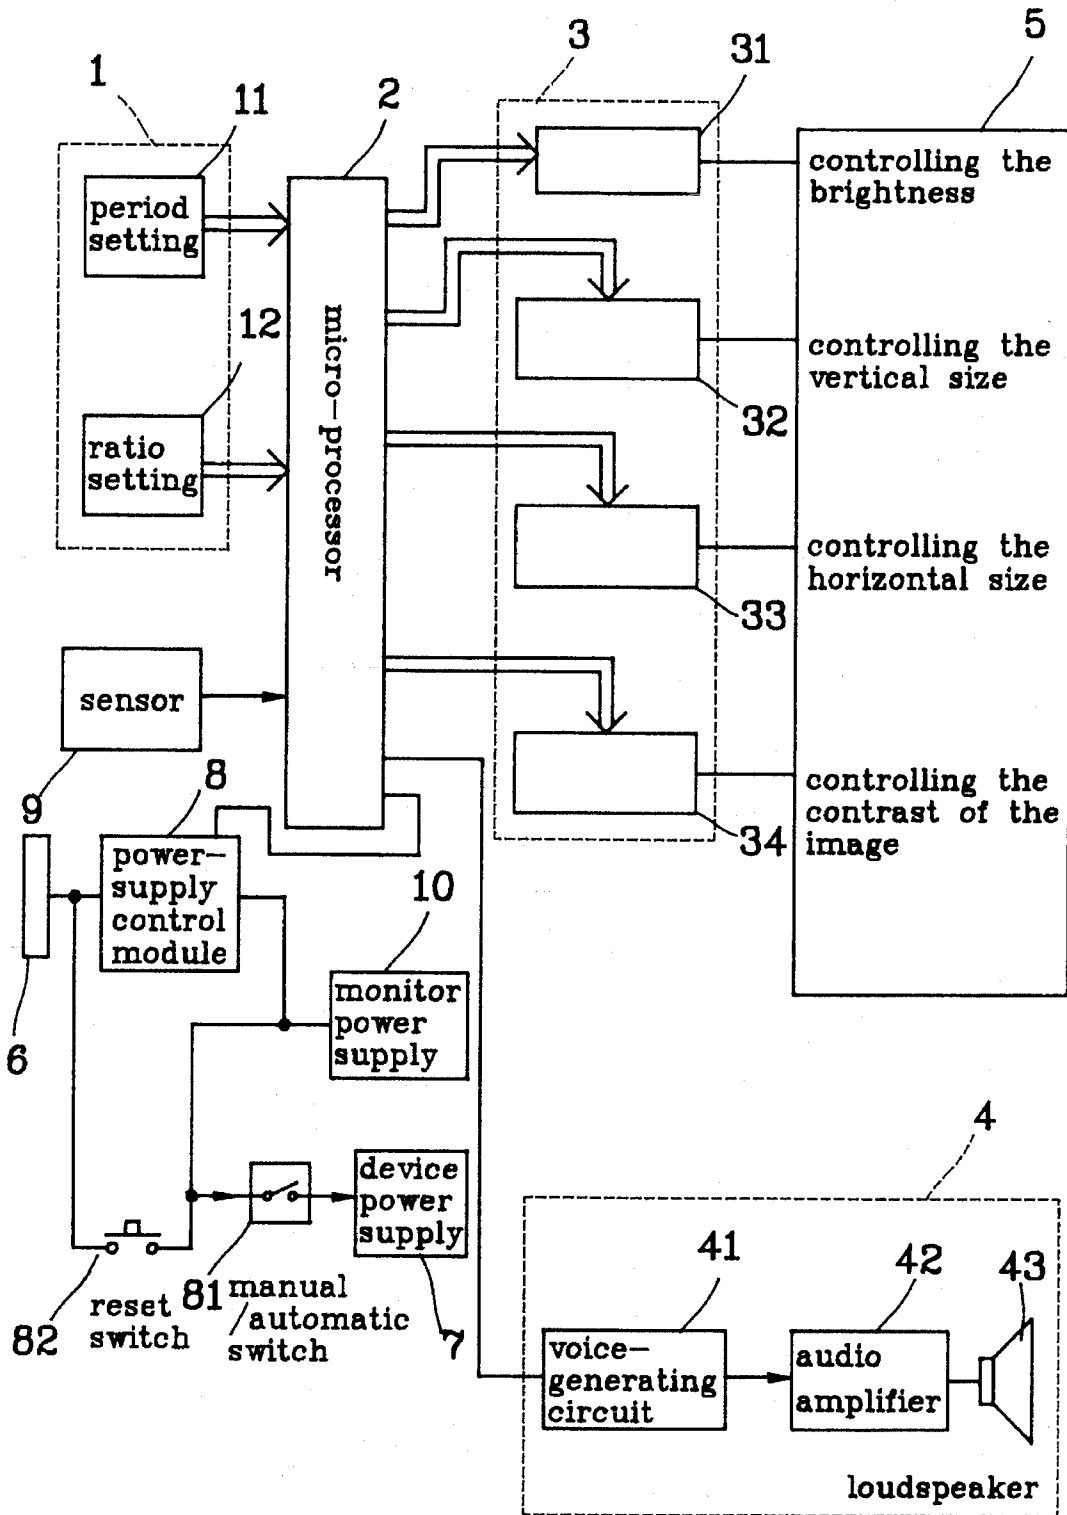 5
3
31
1
2
11
controlling the
brightness
period
setting
micro-processor
12
controlling the
vertical size
32
ratio
setting
controlling the
horizontal size
33
sensor
9
8
controlling the
contrast of the
image
34
power-
supply
control
module
10
6
monitor
power
supply
4
device
power
supply
81
manual
/automatic
switch
7
82
reset
switch
41
42
43
voice-
generating
circuit
audio
amplifier
loudspeaker